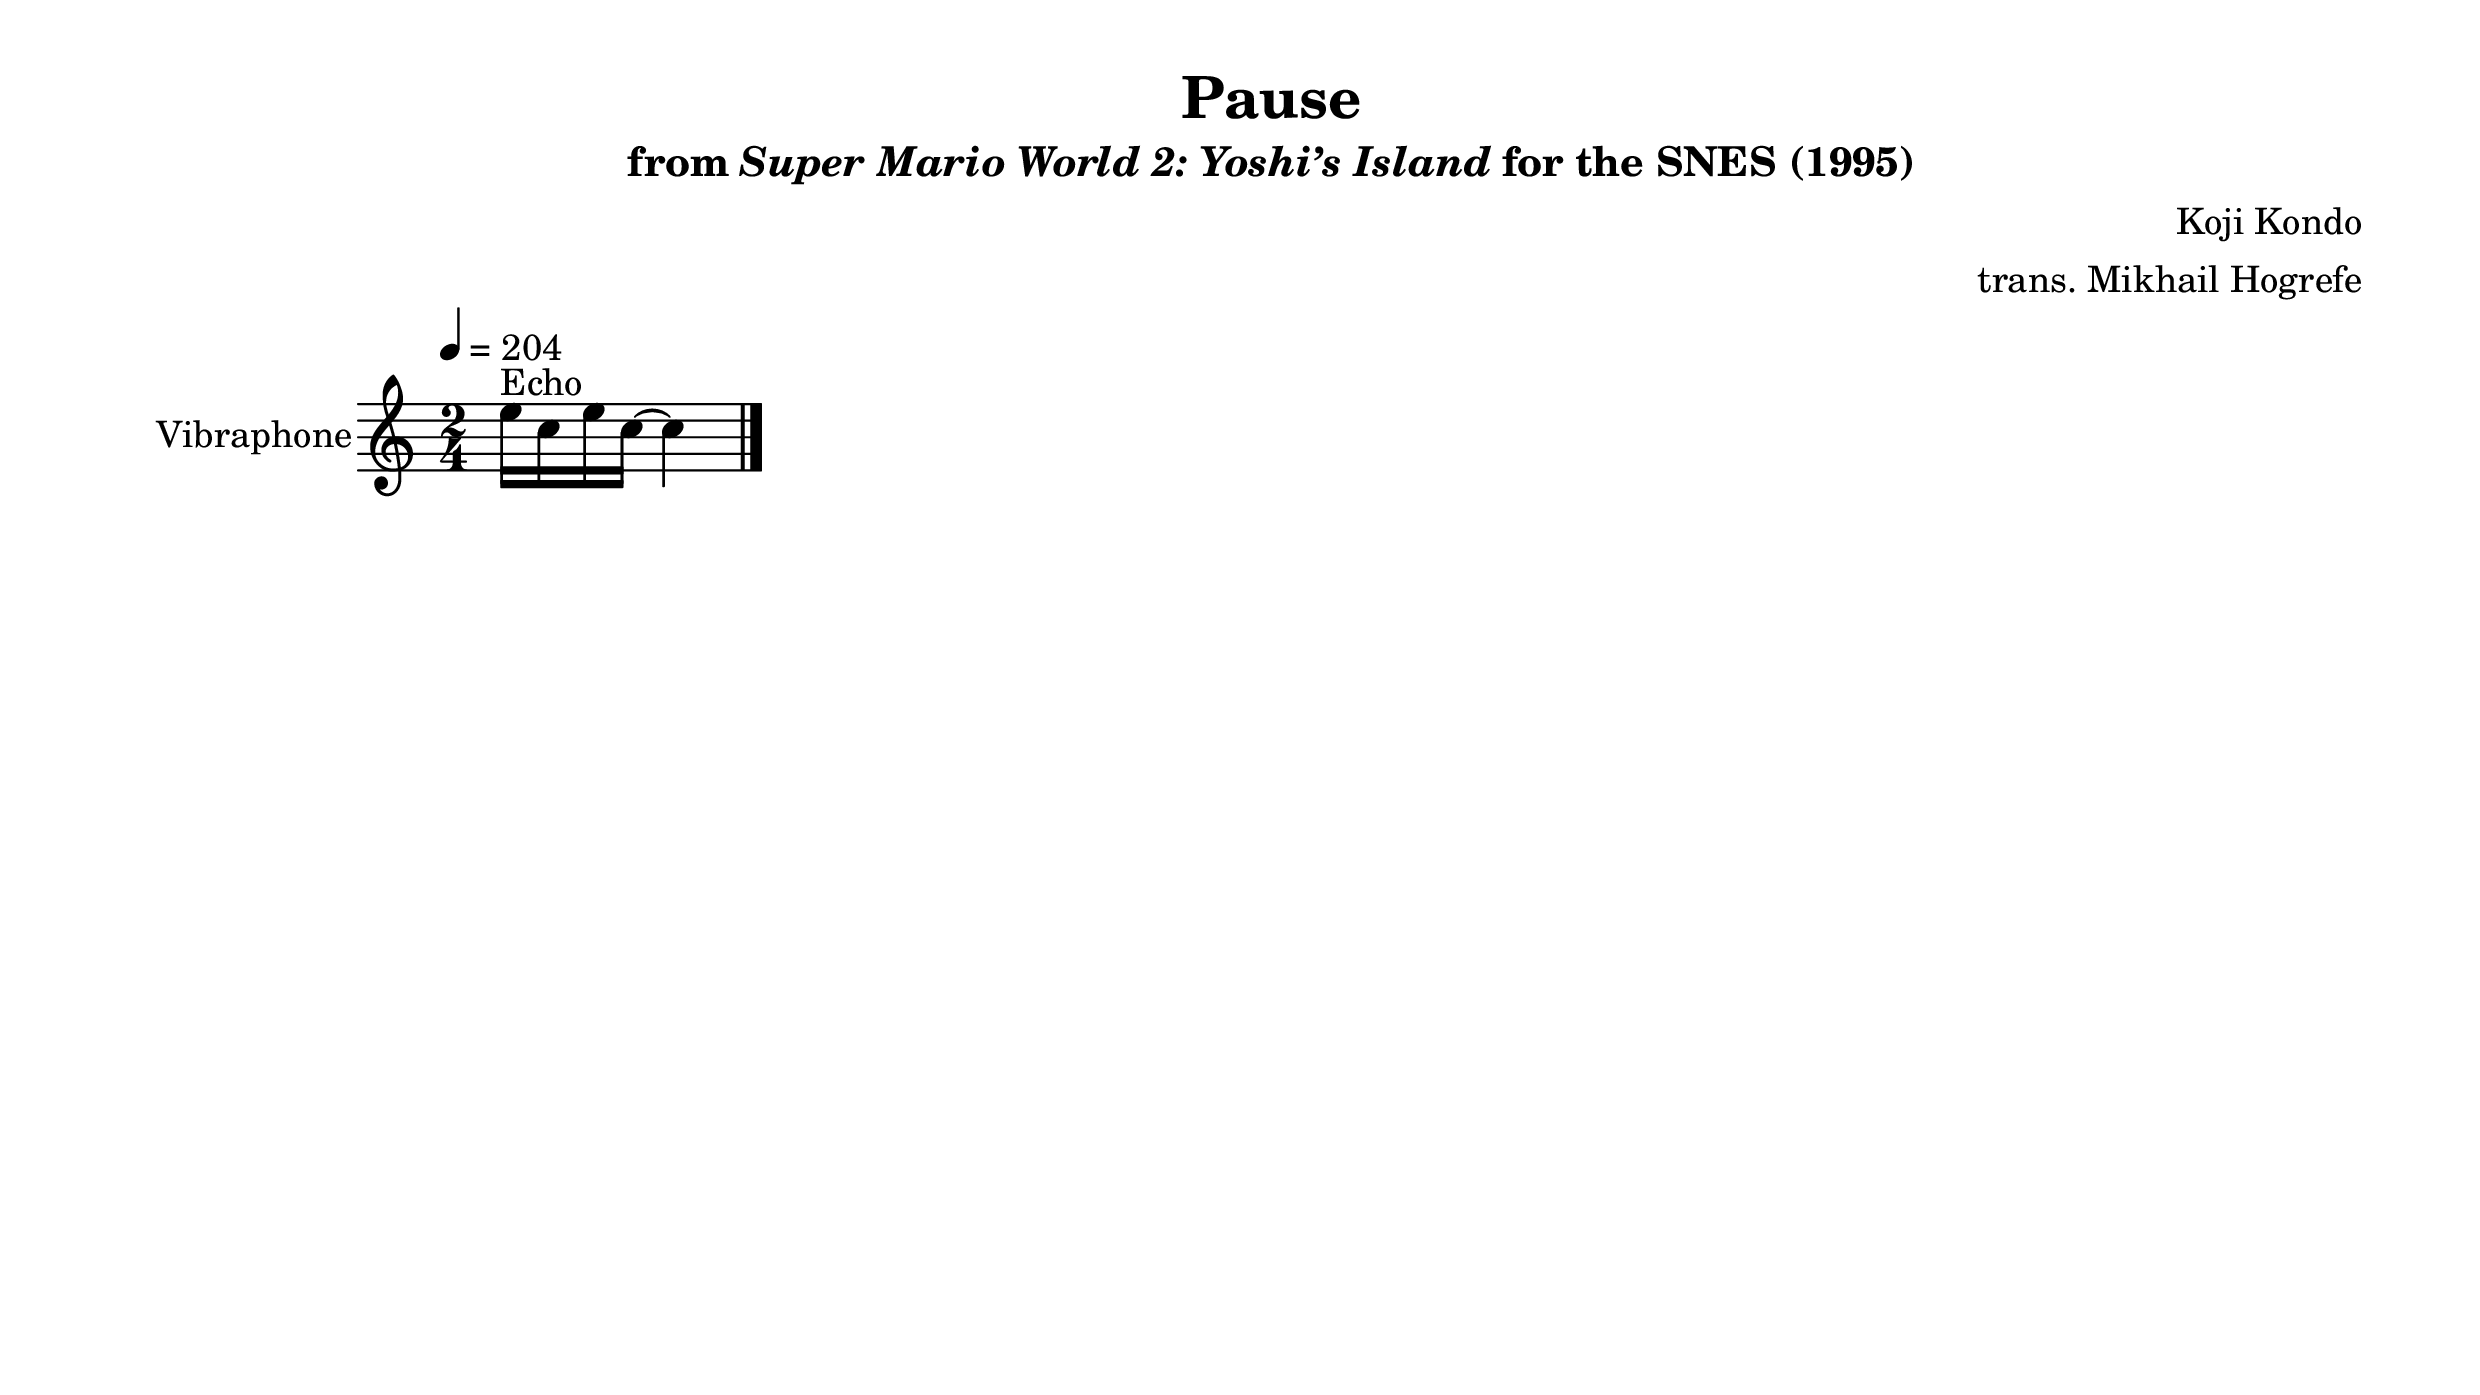 Pause
from Super Mario World 2: Yoshi’s Island for the SNES (1995)
Koji Kondo
trans. Mikhail Hogrefe
= 204
Echo
Vibraphone
2
4